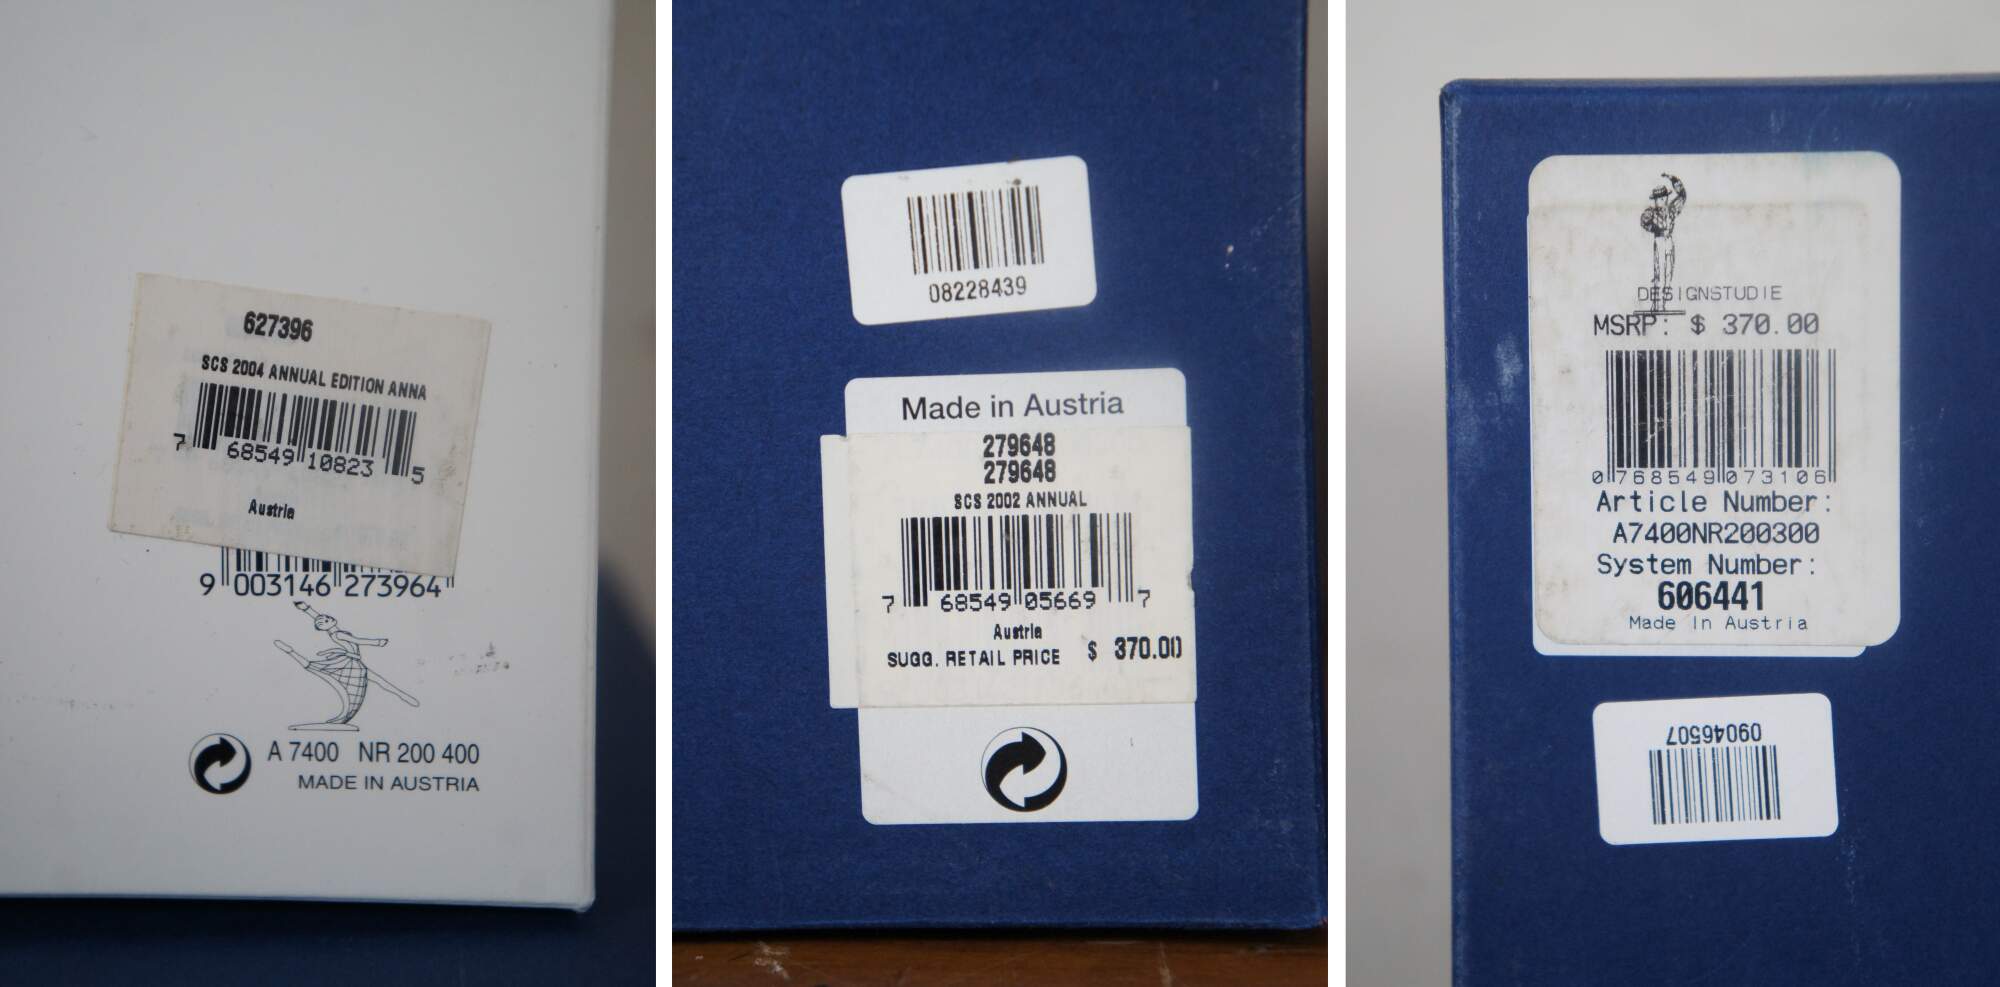 627396
SCS 2004 ANNUAL EDITION ANNA
7 68549 10823 5
Austria
9 003146 273964
A 7400 NR 200 400
MADE IN AUSTRIA
08228439
Made in Austria
279648
279648
SCS 2002 ANNUAL
7 68549 05669 7
Austria
SUGG. RETAIL PRICE $ 370.00
DESIGNSTUDIE
MSRP: $ 370.00
0 768549 073106
Article Number:
A7400NR200300
System Number:
606441
Made In Austria
09046507